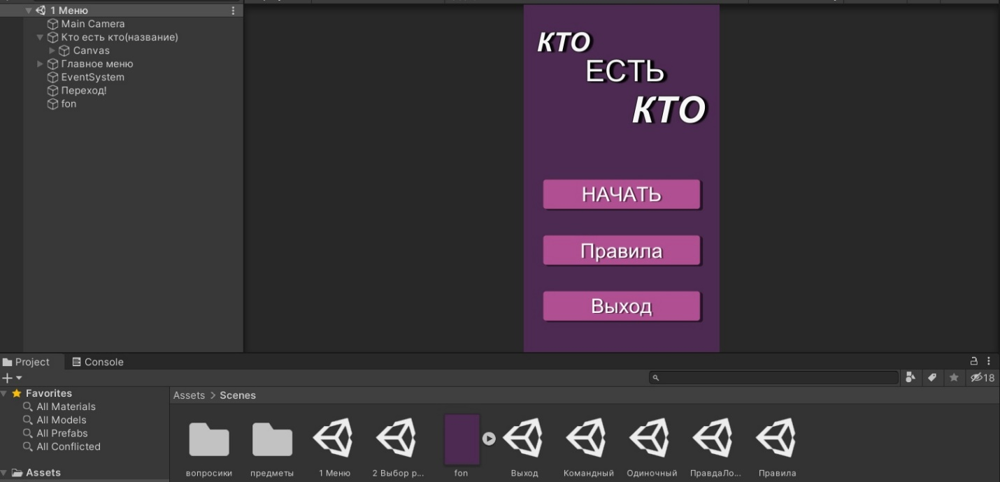 1 Меню
Main Camera
Кто есть кто(название)
Canvas
Главное меню
EventSystem
Переход!
fon
КТО
ЕСТЬ
КТО
НАЧАТЬ
Правила
Выход
Project
Console
18
Favorites
All Materials
All Models
All Prefabs
All Conflicted
Assets
Assets > Scenes
вопросики
предметы
1 Меню
2 Выбор р...
fon
Выход
Командный
Одиночный
ПравдаЛо...
Правила